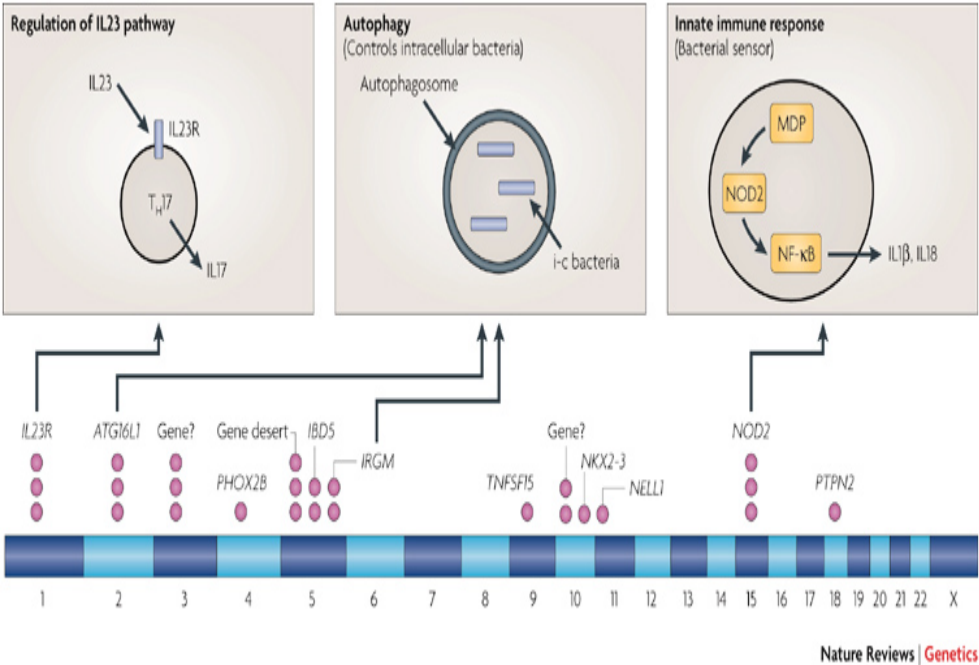 Regulation of IL23 pathway
IL23
IL23R
TH17
IL17
Autophagy
(Controls intracellular bacteria)
Autophagosome
i-c bacteria
Innate immune response
(Bacterial sensor)
MDP
NOD2
NF-κB
IL1β, IL18
IL23R
ATG16L1
Gene?
PHOX2B
Gene desert
IBD5
IRGM
TNFSF15
Gene?
NKX2-3
NELL1
NOD2
PTPN2
1 2 3 4 5 6 7 8 9 10 11 12 13 14 15 16 17 18 19 20 21 22 X
Nature Reviews | Genetics